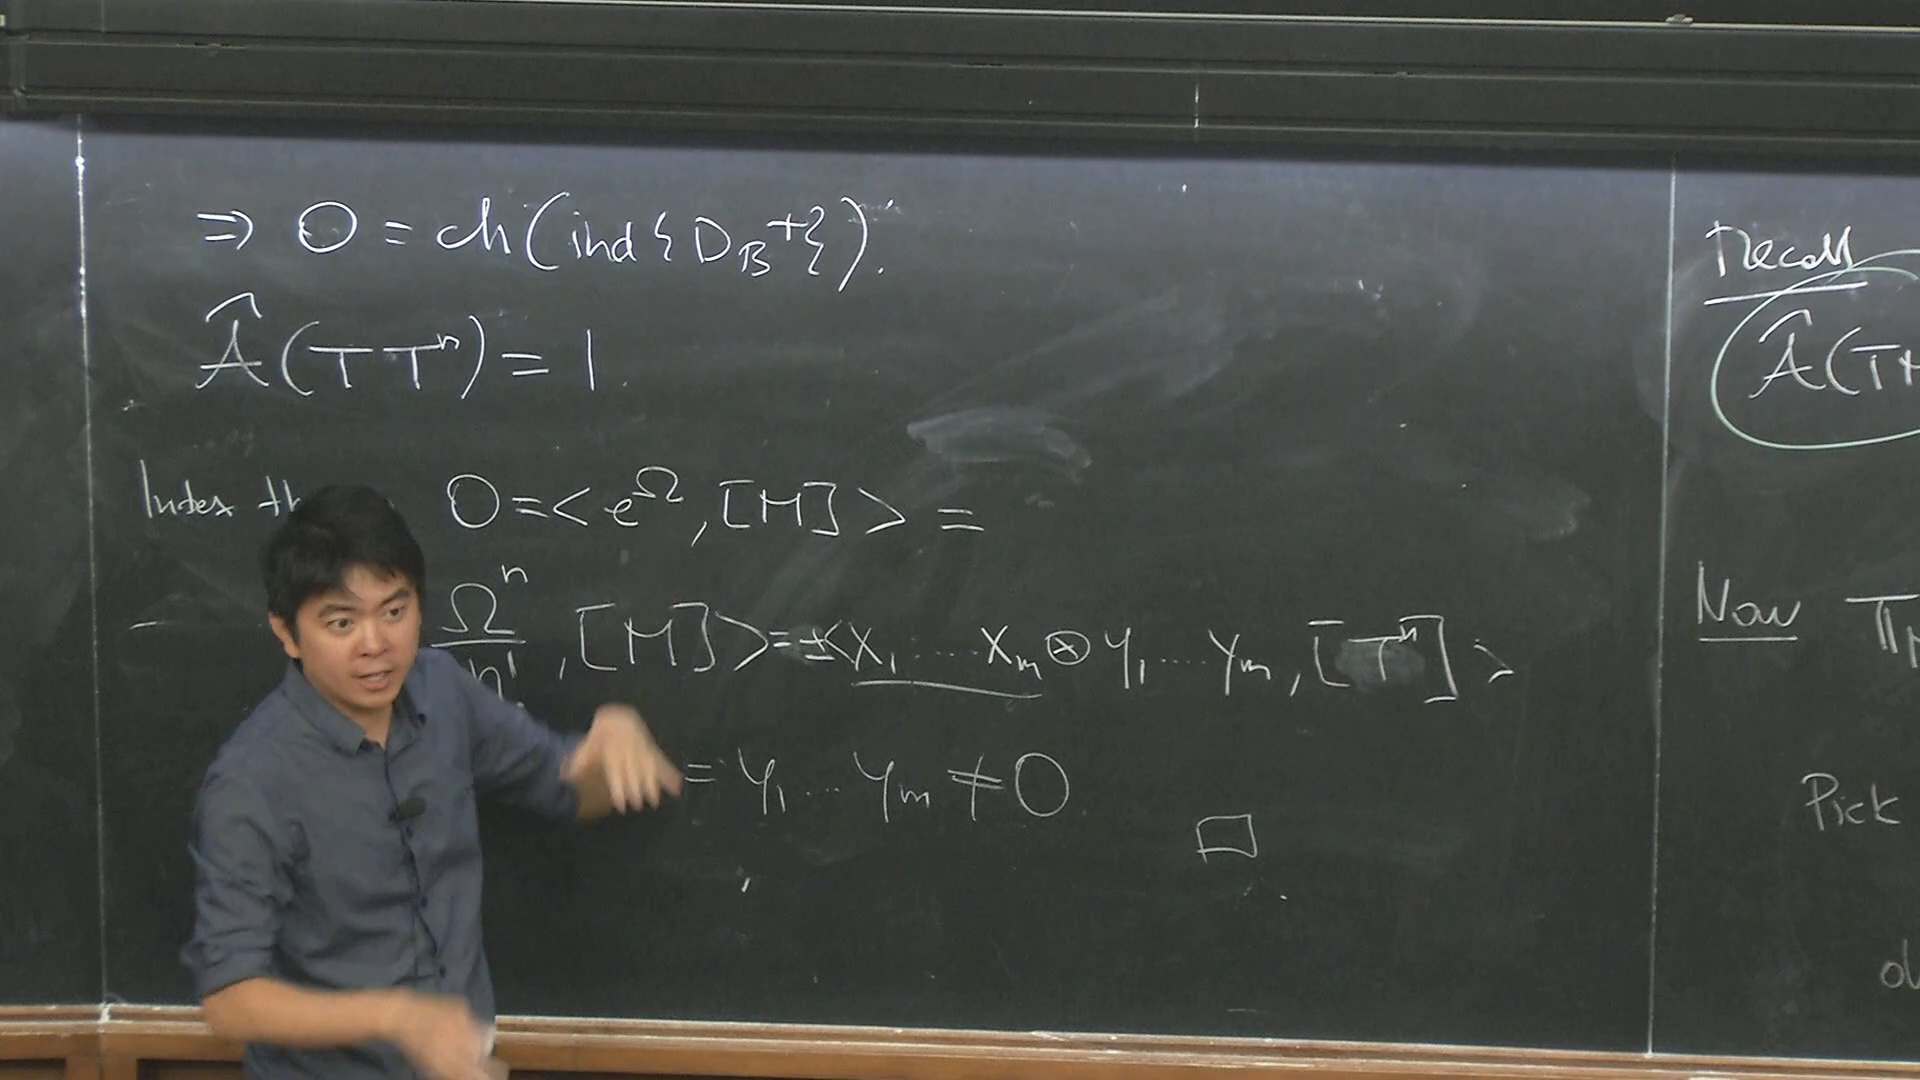 ⇒ 0 = ch(ind{D_B^+}).
Â(TT^n) = 1.
Index th
0 = < e^Ω, [M] > =
Ω^n / n! , [M] > = ± < x_1 .... x_m ⊗ y_1 .... y_m , [T^n] >
= y_1 ... y_m ≠ 0
□
Recall
Â(T
Now
Pick